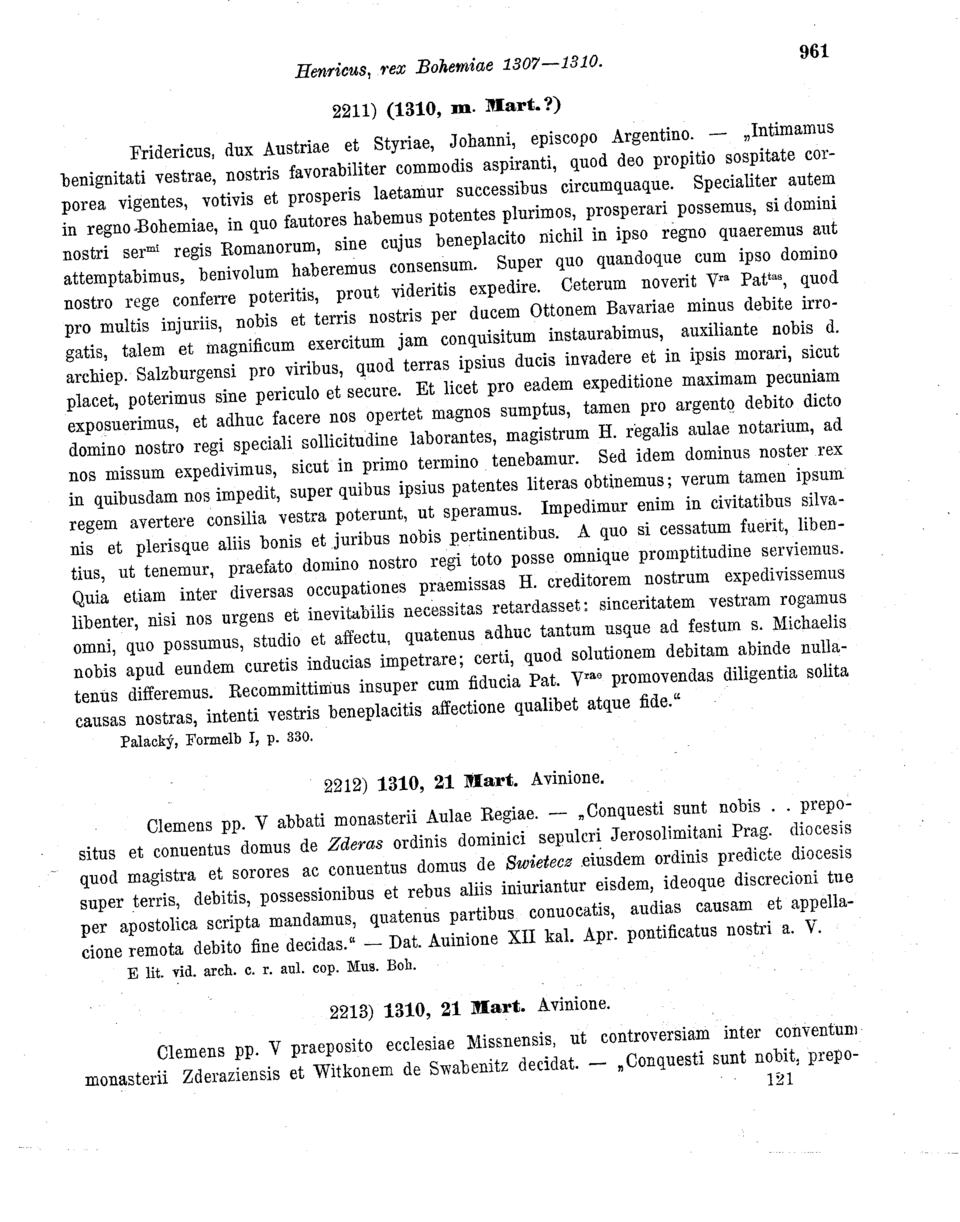 Henricus, rex Bohemiae 1307—1310.
961
2211) (1310, m. Mart.?)
Fridericus, dux Austriae et Styriae, Johanni, episcopo Argentino. — „Intimamus
benignitati vestrae, nostris favorabiliter commodis aspiranti, quod deo propitio sospitate cor-
porea vigentes, votivis et prosperis laetamur successibus circumquaque. Specialiter autem
in regno Bohemiae, in quo fautores habemus potentes plurimos, prosperari possemus, si domini
nostri serᵐⁱ regis Romanorum, sine cujus beneplacito nichil in ipso regno quaeremus aut
attemptabimus, benivolum haberemus consensum. Super quo quandoque cum ipso domino
nostro rege conferre poteritis, prout videritis expedire. Ceterum noverit Vʳᵃ Patᵗᵃˢ, quod
pro multis injuriis, nobis et terris nostris per ducem Ottonem Bavariae minus debite irro-
gatis, talem et magnificum exercitum jam conquisitum instaurabimus, auxiliante nobis d.
archiep. Salzburgensi pro viribus, quod terras ipsius ducis invadere et in ipsis morari, sicut
placet, poterimus sine periculo et secure. Et licet pro eadem expeditione maximam pecuniam
exposuerimus, et adhuc facere nos opertet magnos sumptus, tamen pro argento debito dicto
domino nostro regi speciali sollicitudine laborantes, magistrum H. regalis aulae notarium, ad
nos missum expedivimus, sicut in primo termino tenebamur. Sed idem dominus noster rex
in quibusdam nos impedit, super quibus ipsius patentes literas obtinemus; verum tamen ipsum
regem avertere consilia vestra poterunt, ut speramus. Impedimur enim in civitatibus silva-
nis et plerisque aliis bonis et juribus nobis pertinentibus. A quo si cessatum fuerit, liben-
tius, ut tenemur, praefato domino nostro regi toto posse omnique promptitudine serviemus.
Quia etiam inter diversas occupationes praemissas H. creditorem nostrum expedivissemus
libenter, nisi nos urgens et inevitabilis necessitas retardasset: sinceritatem vestram rogamus
omni, quo possumus, studio et affectu, quatenus adhuc tantum usque ad festum s. Michaelis
nobis apud eundem curetis inducias impetrare; certi, quod solutionem debitam abinde nulla-
tenus differemus. Recommittimus insuper cum fiducia Pat. Vʳᵃᵉ promovendas diligentia solita
causas nostras, intenti vestris beneplacitis affectione qualibet atque fide.“
Palacký, Formelb I, p. 330.
2212) 1310, 21 Mart. Avinione.
Clemens pp. V abbati monasterii Aulae Regiae. — „Conquesti sunt nobis . . prepo-
situs et conuentus domus de Zderas ordinis dominici sepulcri Jerosolimitani Prag. diocesis
quod magistra et sorores ac conuentus domus de Swietecz eiusdem ordinis predicte diocesis
super terris, debitis, possessionibus et rebus aliis iniuriantur eisdem, ideoque discrecioni tue
per apostolica scripta mandamus, quatenus partibus conuocatis, audias causam et appella-
cione remota debito fine decidas.“ — Dat. Auinione XII kal. Apr. pontificatus nostri a. V.
E lit. vid. arch. c. r. aul. cop. Mus. Boh.
2213) 1310, 21 Mart. Avinione.
Clemens pp. V praeposito ecclesiae Missnensis, ut controversiam inter conventum
monasterii Zderaziensis et Witkonem de Swabenitz decidat. — „Conquesti sunt nobit, prepo-
121